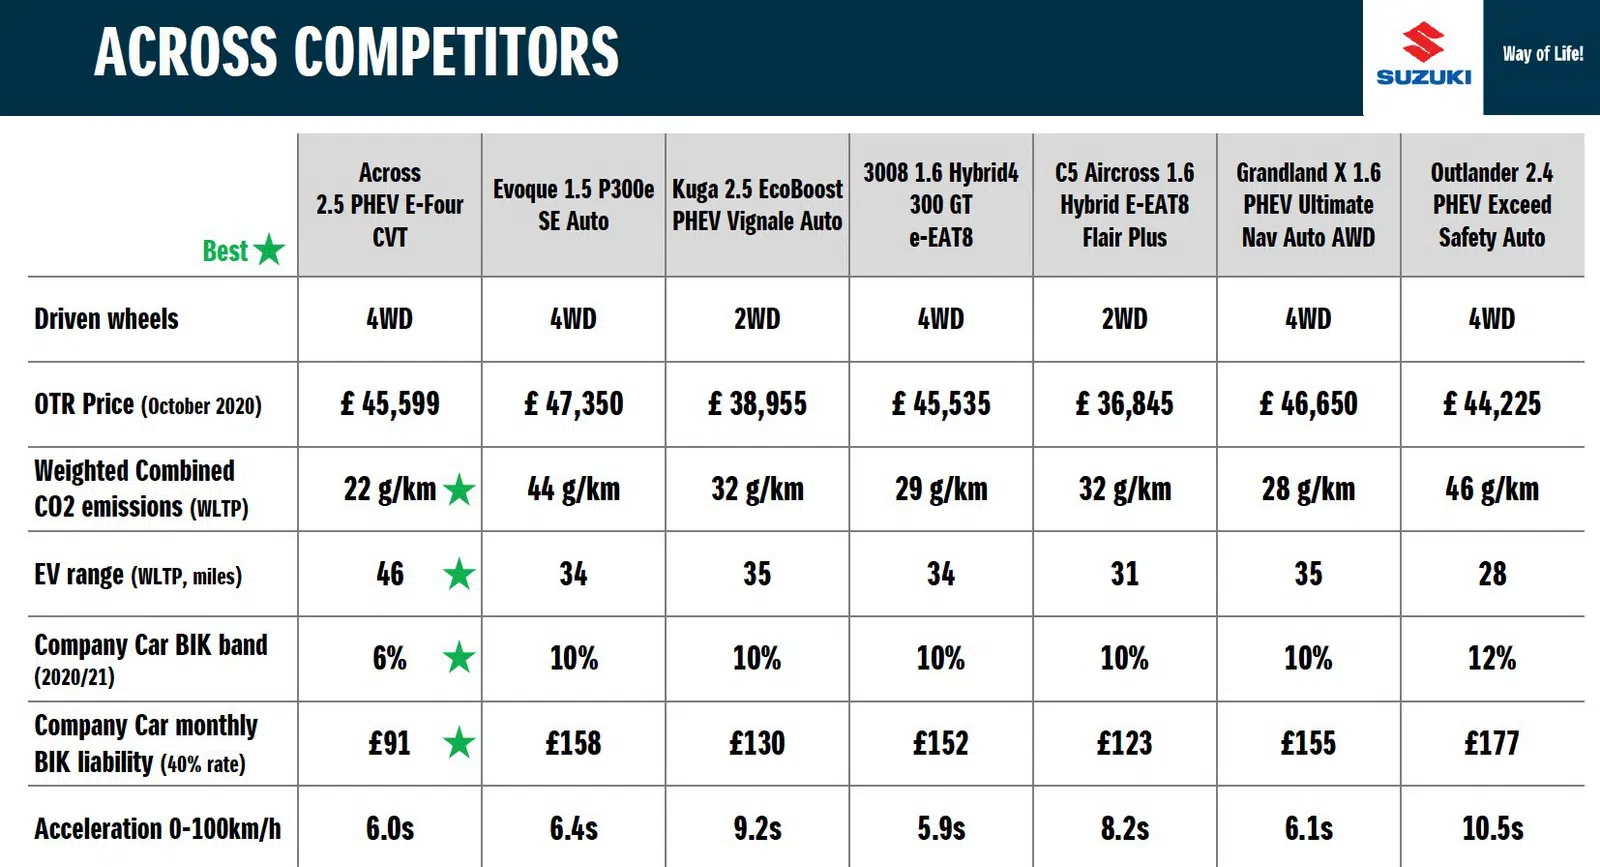 ACROSS COMPETITORS
SUZUKI
Way of Life!
Best
Across
2.5 PHEV E-Four
CVT
Evoque 1.5 P300e
SE Auto
Kuga 2.5 EcoBoost
PHEV Vignale Auto
3008 1.6 Hybrid4
300 GT
e-EAT8
C5 Aircross 1.6
Hybrid E-EAT8
Flair Plus
Grandland X 1.6
PHEV Ultimate
Nav Auto AWD
Outlander 2.4
PHEV Exceed
Safety Auto
Driven wheels 4WD 4WD 2WD 4WD 2WD 4WD 4WD
OTR Price (October 2020) £ 45,599 £ 47,350 £ 38,955 £ 45,535 £ 36,845 £ 46,650 £ 44,225
Weighted Combined
CO2 emissions (WLTP) 22 g/km 44 g/km 32 g/km 29 g/km 32 g/km 28 g/km 46 g/km
EV range (WLTP, miles) 46 34 35 34 31 35 28
Company Car BIK band
(2020/21) 6% 10% 10% 10% 10% 10% 12%
Company Car monthly
BIK liability (40% rate) £91 £158 £130 £152 £123 £155 £177
Acceleration 0-100km/h 6.0s 6.4s 9.2s 5.9s 8.2s 6.1s 10.5s